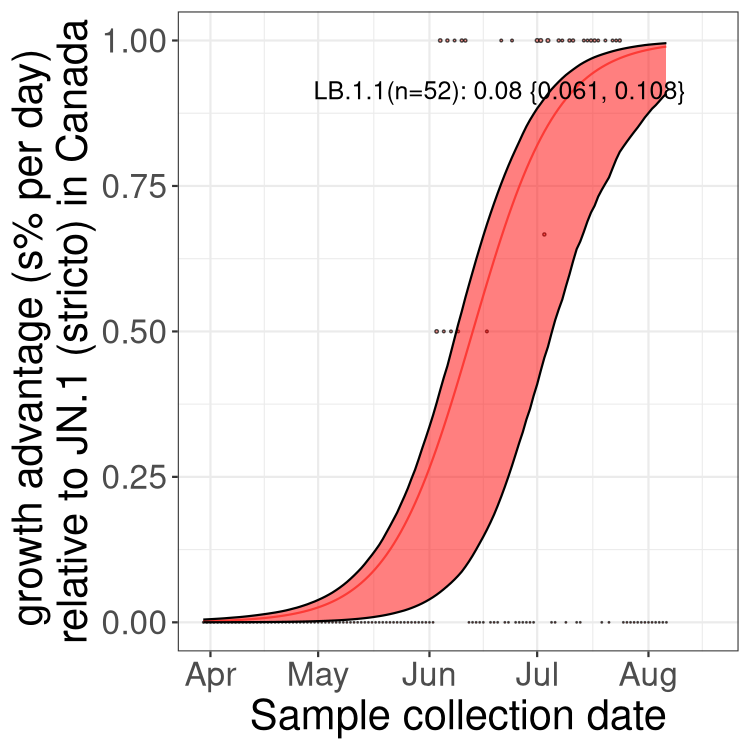 growth advantage (s% per day)
relative to JN.1 (stricto) in Canada
1.00
0.75
0.50
0.25
0.00
LB.1.1(n=52): 0.08 {0.061, 0.108}
Apr May Jun Jul Aug
Sample collection date